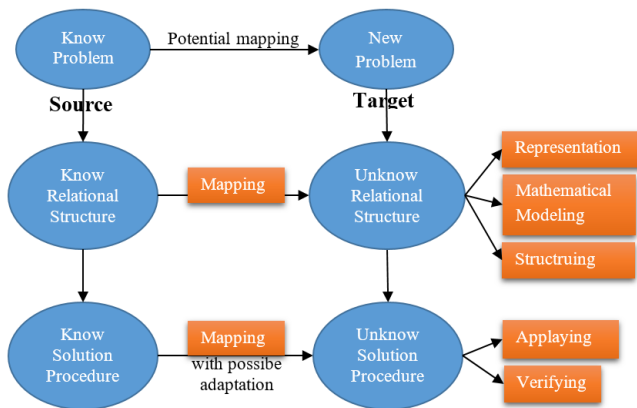 Know
Problem
Potential mapping
New
Problem
Source
Target
Know
Relational
Structure
Mapping
Unknow
Relational
Structure
Representation
Mathematical
Modeling
Structruing
Know
Solution
Procedure
Mapping
with possibe
adaptation
Unknow
Solution
Procedure
Applaying
Verifying